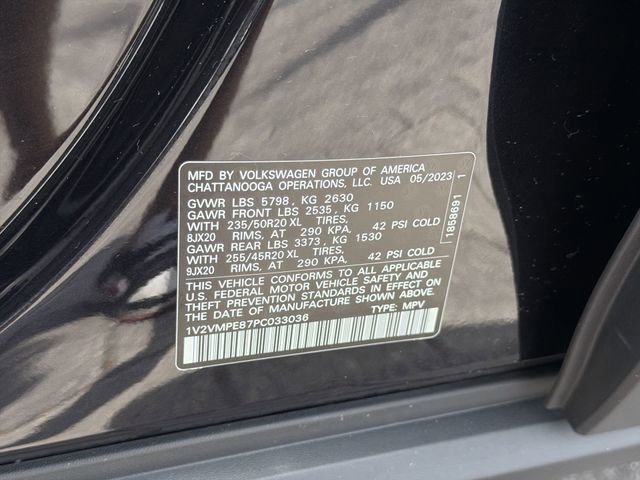 MFD BY VOLKSWAGEN GROUP OF AMERICA
CHATTANOOGA OPERATIONS, LLC. USA 05/2023
GVWR LBS 5798, KG 2630
GAWR FRONT LBS 2535, KG 1150
WITH 235/50R20 XL TIRES.
8JX20 RIMS, AT 290 KPA. 42 PSI COLD
GAWR REAR LBS 3373, KG 1530
WITH 255/45R20 XL TIRES.
9JX20 RIMS, AT 290 KPA. 42 PSI COLD
THIS VEHICLE CONFORMS TO ALL APPLICABLE
U.S. FEDERAL MOTOR VEHICLE SAFETY AND
THEFT PREVENTION STANDARDS IN EFFECT ON
THE DATE OF MANUFACTURE SHOWN ABOVE.
1V2VMPE87PC033036 TYPE: MPV
1858691 1